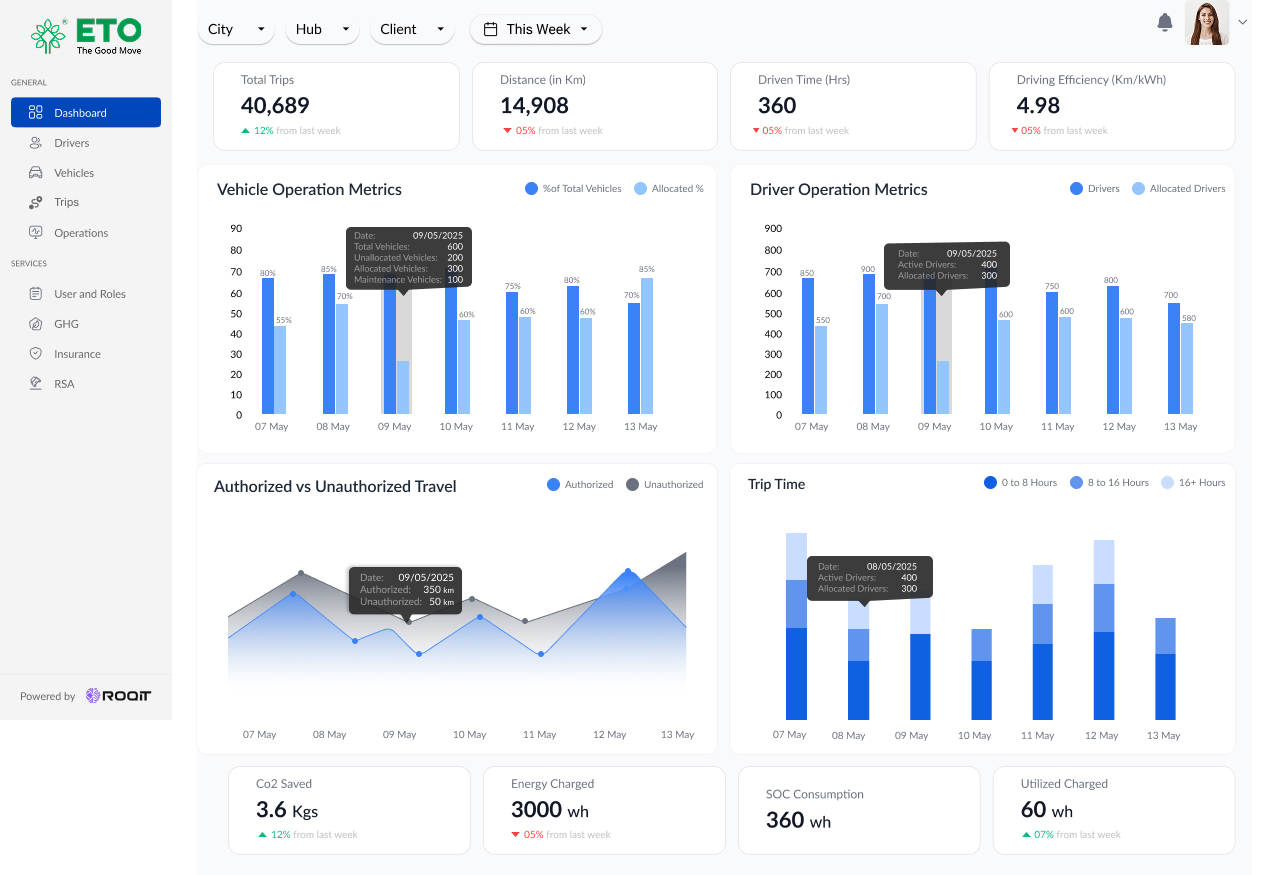 ETO
®
The Good Move
GENERAL
Dashboard
Drivers
Vehicles
Trips
Operations
SERVICES
User and Roles
GHG
Insurance
RSA
Powered by ROQIT
City Hub Client This Week
Total Trips
40,689
12% from last week
Distance (in Km)
14,908
05% from last week
Driven Time (Hrs)
360
05% from last week
Driving Efficiency (Km/kWh)
4.98
05% from last week
Vehicle Operation Metrics
%of Total Vehicles Allocated %
90
80
70
60
50
40
30
20
10
0
80% 55%
85% 70%
60%
75% 60%
80% 60%
70% 85%
Date: 09/05/2025
Total Vehicles: 600
Unallocated Vehicles: 200
Allocated Vehicles: 300
Maintenance Vehicles: 100
07 May 08 May 09 May 10 May 11 May 12 May 13 May
Driver Operation Metrics
Drivers Allocated Drivers
900
800
700
600
500
400
300
200
100
0
850 550
900 700
600
750 600
800 600
700 580
Date: 09/05/2025
Active Drivers: 400
Allocated Drivers: 300
07 May 08 May 09 May 10 May 11 May 12 May 13 May
Authorized vs Unauthorized Travel
Authorized Unauthorized
Date: 09/05/2025
Authorized: 350 km
Unauthorized: 50 km
07 May 08 May 09 May 10 May 11 May 12 May 13 May
Trip Time
0 to 8 Hours 8 to 16 Hours 16+ Hours
Date: 08/05/2025
Active Drivers: 400
Allocated Drivers: 300
07 May 08 May 09 May 10 May 11 May 12 May 13 May
Co2 Saved
3.6 Kgs
12% from last week
Energy Charged
3000 wh
05% from last week
SOC Consumption
360 wh
Utilized Charged
60 wh
07% from last week